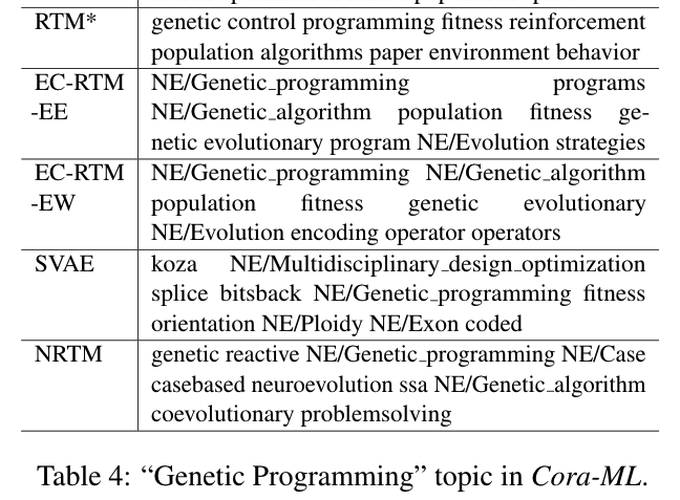 RTM* genetic control programming fitness reinforcement
population algorithms paper environment behavior
EC-RTM NE/Genetic_programming programs
-EE NE/Genetic_algorithm population fitness ge-
netic evolutionary program NE/Evolution strategies
EC-RTM NE/Genetic_programming NE/Genetic_algorithm
-EW population fitness genetic evolutionary
NE/Evolution encoding operator operators
SVAE koza NE/Multidisciplinary_design_optimization
splice bitsback NE/Genetic_programming fitness
orientation NE/Ploidy NE/Exon coded
NRTM genetic reactive NE/Genetic_programming NE/Case
casebased neuroevolution ssa NE/Genetic_algorithm
coevolutionary problemsolving
Table 4: “Genetic Programming” topic in Cora-ML.